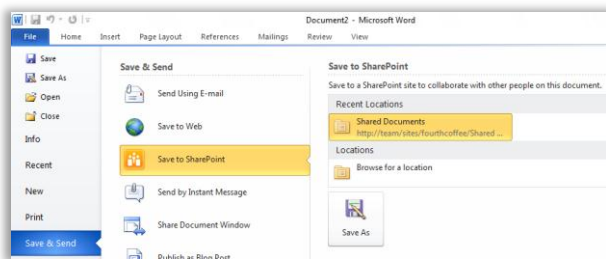 Document2 - Microsoft Word
File Home Insert Page Layout References Mailings Review View
Save
Save As
Open
Close
Info
Recent
New
Print
Save & Send
Save & Send
Send Using E-mail
Save to Web
Save to SharePoint
Send by Instant Message
Share Document Window
Publish as Blog Post
Save to SharePoint
Save to a SharePoint site to collaborate with other people on this document.
Recent Locations
Shared Documents
http://team/sites/fourthcoffee/Shared ...
Locations
Browse for a location
Save As